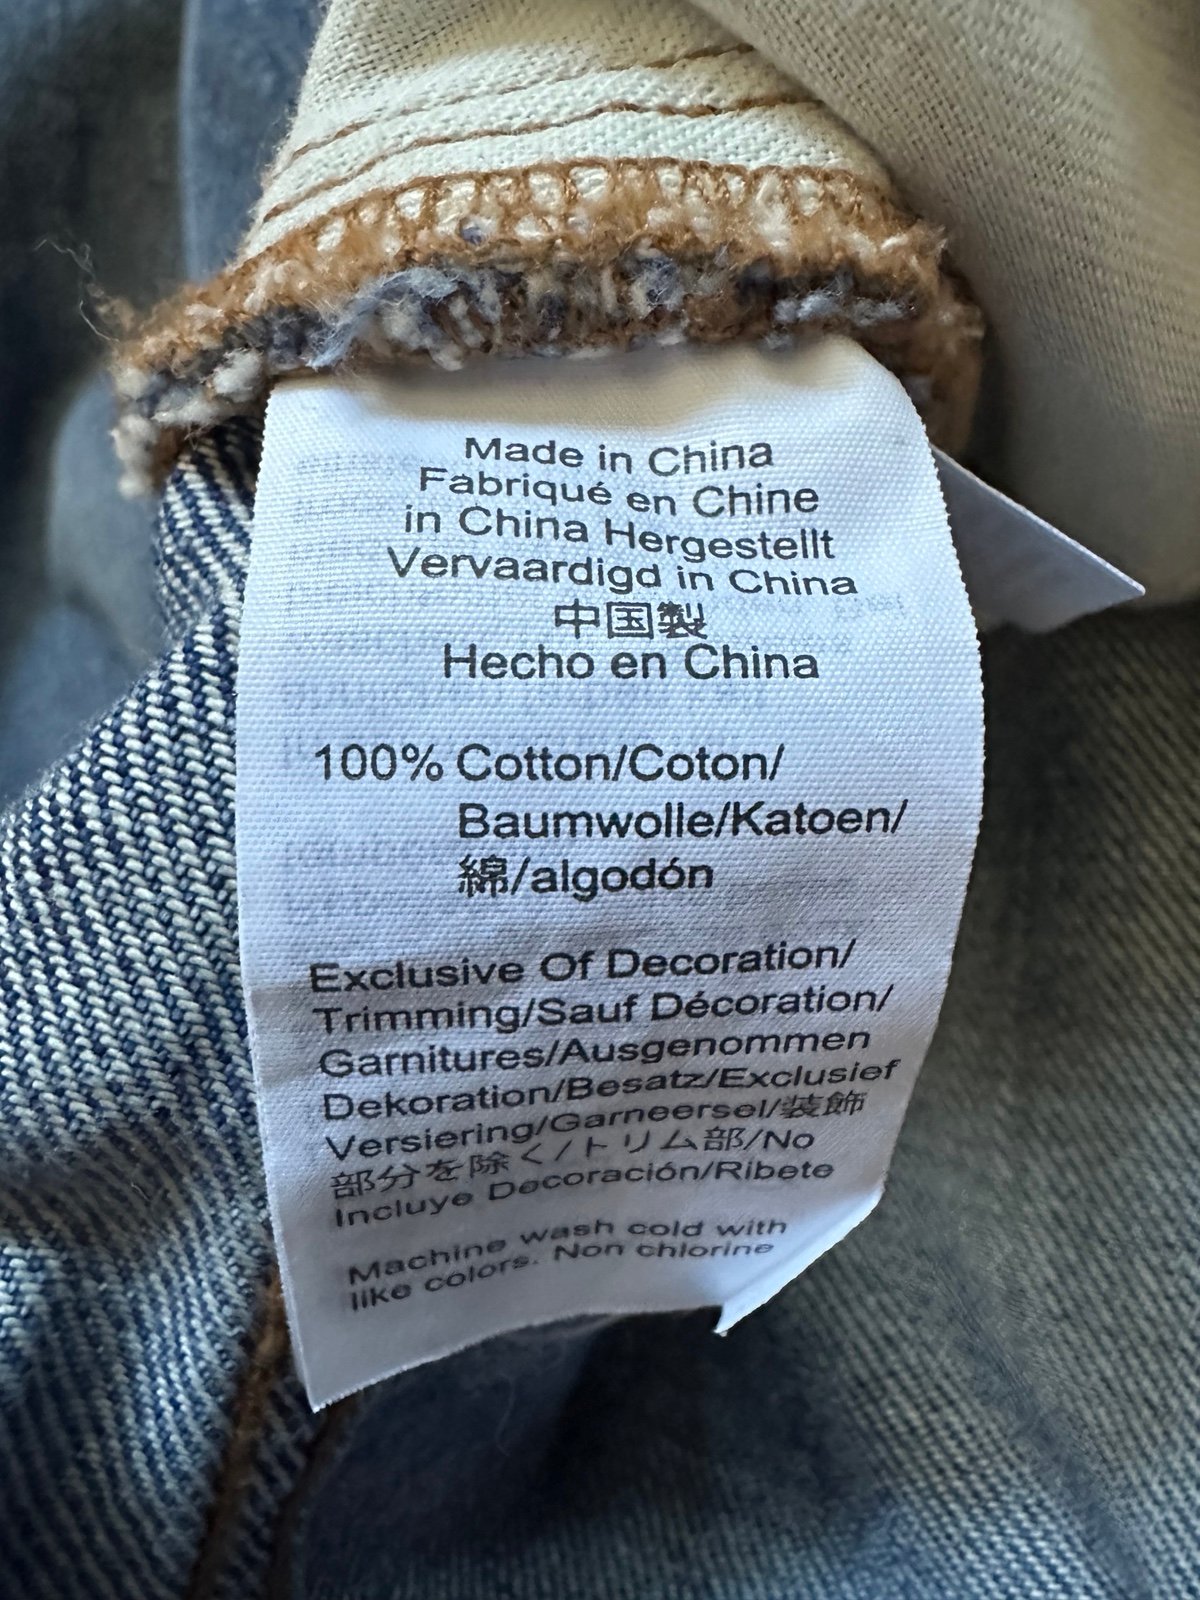 Made in China
Fabriqué en Chine
in China Hergestellt
Vervaardigd in China
中国製
Hecho en China
100% Cotton/Coton/
Baumwolle/Katoen/
綿/algodón
Exclusive Of Decoration/
Trimming/Sauf Décoration/
Garnitures/Ausgenommen
Dekoration/Besatz/Exclusief
Versiering/Garneersel/装飾
部分を除く/トリム部/No
Incluye Decoración/Ribete
Machine wash cold with
like colors. Non chlorine